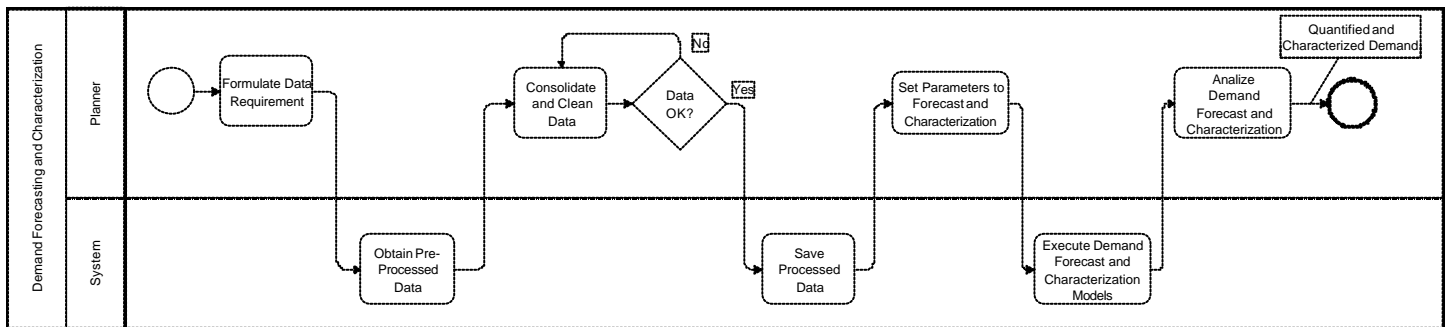 Demand Forecasting and Characterization
Planner
System
Formulate Data
Requirement
Obtain Pre-
Processed
Data
Consolidate
and Clean
Data
No
Data
OK?
Yes
Save
Processed
Data
Set Parameters to
Forecast and
Characterization
Execute Demand
Forecast and
Characterization
Models
Analize
Demand
Forecast and
Characterization
Quantified and
Characterized Demand